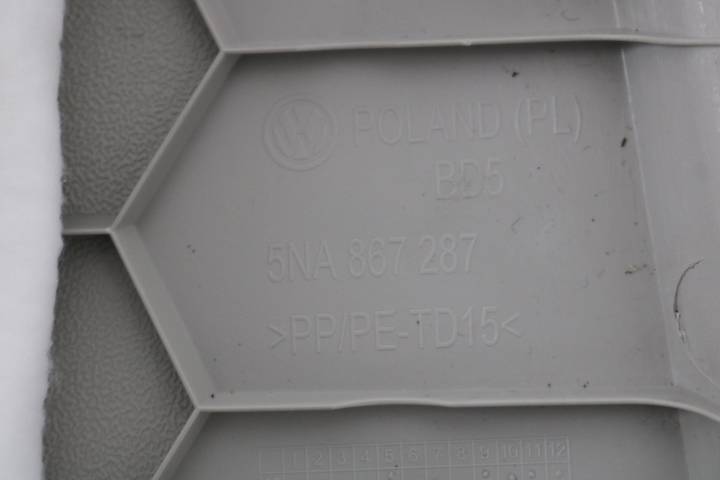 POLAND (PL)
BD5
5NA 867 287
>PP/PE-TD15<
1 2 3 4 5 6 7 8 9 10 11 12